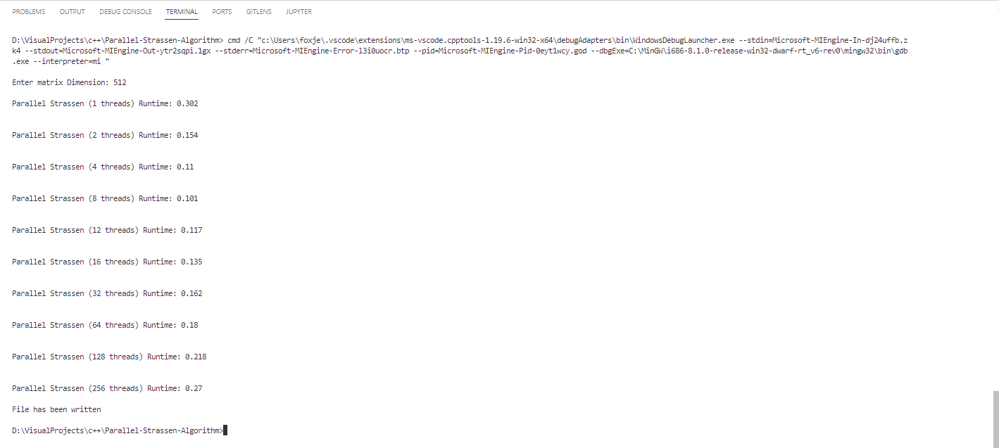 PROBLEMS OUTPUT DEBUG CONSOLE TERMINAL PORTS GITLENS JUPYTER
D:\VisualProjects\c++\Parallel-Strassen-Algorithm> cmd /C "c:\Users\foxje\.vscode\extensions\ms-vscode.cpptools-1.19.6-win32-x64\debugAdapters\bin\WindowsDebugLauncher.exe --stdin=Microsoft-MIEngine-In-dj24uffb.z
k4 --stdout=Microsoft-MIEngine-Out-ytr2sqpi.1gx --stderr=Microsoft-MIEngine-Error-l3i0uocr.btp --pid=Microsoft-MIEngine-Pid-0eyt1wcy.god --dbgExe=C:\MinGW\i686-8.1.0-release-win32-dwarf-rt_v6-rev0\mingw32\bin\gdb
.exe --interpreter=mi "
Enter matrix Dimension: 512
Parallel Strassen (1 threads) Runtime: 0.302
Parallel Strassen (2 threads) Runtime: 0.154
Parallel Strassen (4 threads) Runtime: 0.11
Parallel Strassen (8 threads) Runtime: 0.101
Parallel Strassen (12 threads) Runtime: 0.117
Parallel Strassen (16 threads) Runtime: 0.135
Parallel Strassen (32 threads) Runtime: 0.162
Parallel Strassen (64 threads) Runtime: 0.18
Parallel Strassen (128 threads) Runtime: 0.218
Parallel Strassen (256 threads) Runtime: 0.27
File has been written
D:\VisualProjects\c++\Parallel-Strassen-Algorithm>